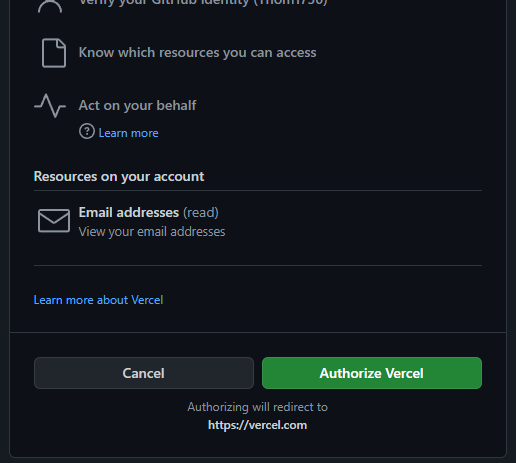 Verify your GitHub identity (Thom1730)
Know which resources you can access
Act on your behalf
Learn more
Resources on your account
Email addresses (read)
View your email addresses
Learn more about Vercel
Cancel
Authorize Vercel
Authorizing will redirect to
https://vercel.com